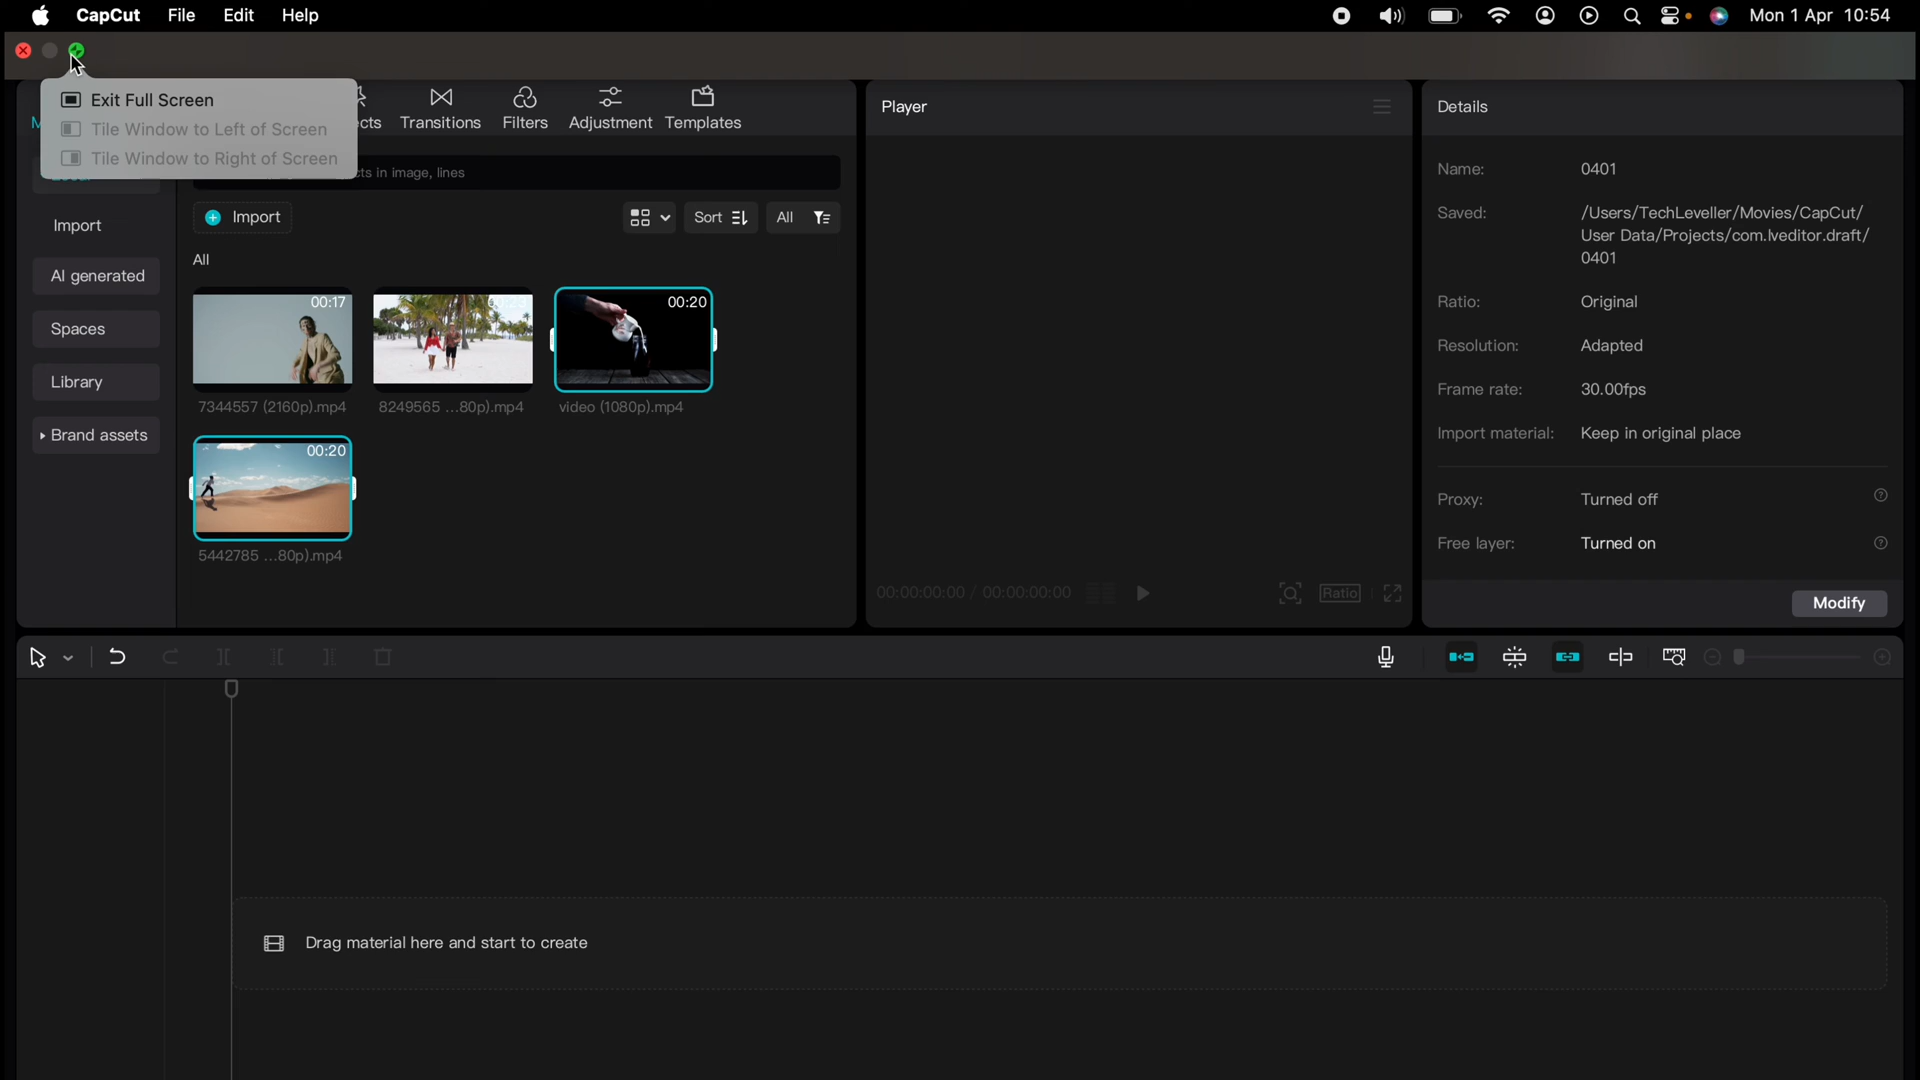 CapCut File Edit Help Mon 1 Apr 10:54
Exit Full Screen
Tile Window to Left of Screen
Tile Window to Right of Screen
Transitions Filters Adjustment Templates
in image, lines
Import
AI generated
Spaces
Library
Brand assets
Import
Sort All
All
00:17
00:20
7344557 (2160p).mp4 8249565 ...80p).mp4 video (1080p).mp4
00:20
5442785 ...80p).mp4
Player
00:00:00:00 / 00:00:00:00
Ratio
Details
Name: 0401
Saved: /Users/TechLeveller/Movies/CapCut/
User Data/Projects/com.lveditor.draft/
0401
Ratio: Original
Resolution: Adapted
Frame rate: 30.00fps
Import material: Keep in original place
Proxy: Turned off
Free layer: Turned on
Modify
Drag material here and start to create